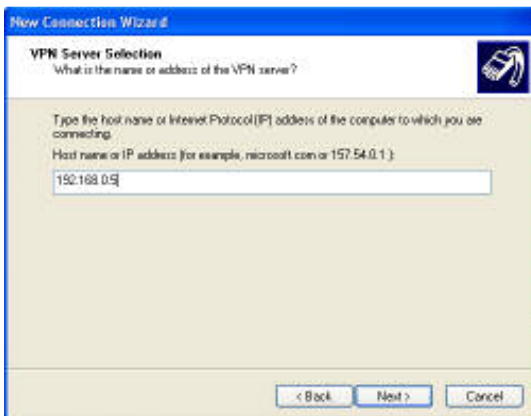 New Connection Wizard
VPN Server Selection
What is the name or address of the VPN server?
Type the host name or Internet Protocol (IP) address of the computer to which you are
connecting.
Host name or IP address (for example, microsoft.com or 157.54.0.1 ):
192.168.0.5
< Back
Next >
Cancel